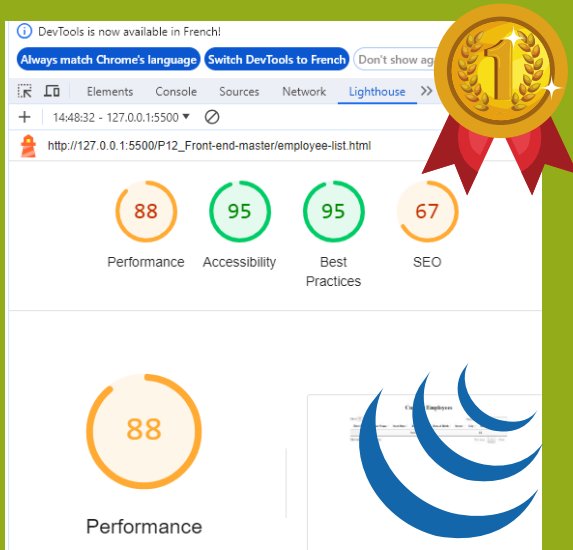 DevTools is now available in French!
Always match Chrome's language Switch DevTools to French Don't show ag
Elements Console Sources Network Lighthouse
14:48:32 - 127.0.0.1:5500
http://127.0.0.1:5500/P12_Front-end-master/employee-list.html
1
88 95 95 67
Performance Accessibility Best Practices SEO
88
Performance
Employees